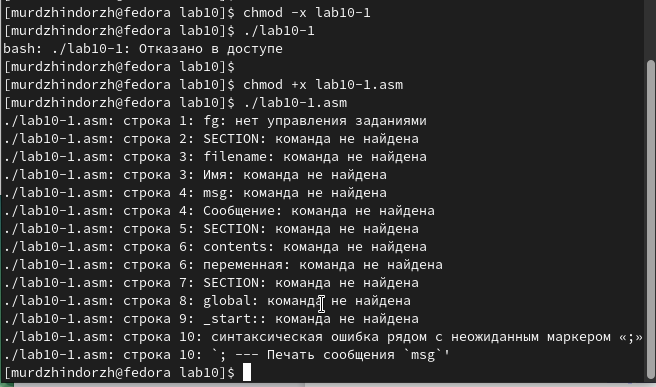 [murdzhindorzh@fedora lab10]$ chmod -x lab10-1
[murdzhindorzh@fedora lab10]$ ./lab10-1
bash: ./lab10-1: Отказано в доступе
[murdzhindorzh@fedora lab10]$
[murdzhindorzh@fedora lab10]$ chmod +x lab10-1.asm
[murdzhindorzh@fedora lab10]$ ./lab10-1.asm
./lab10-1.asm: строка 1: fg: нет управления заданиями
./lab10-1.asm: строка 2: SECTION: команда не найдена
./lab10-1.asm: строка 3: filename: команда не найдена
./lab10-1.asm: строка 3: Имя: команда не найдена
./lab10-1.asm: строка 4: msg: команда не найдена
./lab10-1.asm: строка 4: Сообщение: команда не найдена
./lab10-1.asm: строка 5: SECTION: команда не найдена
./lab10-1.asm: строка 6: contents: команда не найдена
./lab10-1.asm: строка 6: переменная: команда не найдена
./lab10-1.asm: строка 7: SECTION: команда не найдена
./lab10-1.asm: строка 8: global: команда не найдена
./lab10-1.asm: строка 9: _start:: команда не найдена
./lab10-1.asm: строка 10: синтаксическая ошибка рядом с неожиданным маркером «;»
./lab10-1.asm: строка 10: `; --- Печать сообщения `msg`'
[murdzhindorzh@fedora lab10]$